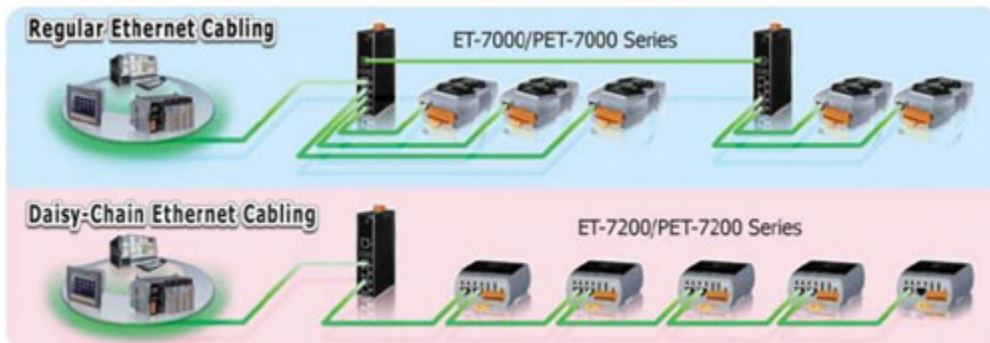 Regular Ethernet Cabling
ET-7000/PET-7000 Series
Daisy-Chain Ethernet Cabling
ET-7200/PET-7200 Series